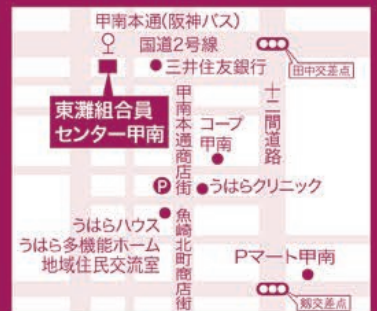 甲南本通(阪神バス)
国道2号線
三井住友銀行
田中交差点
東灘組合員
センター甲南
甲南本通商店街
コープ
甲南
十二間道路
P
うはらクリニック
うはらハウス
うはら多機能ホーム
地域住民交流室
魚崎北町商店街
Pマート甲南
魲交差点